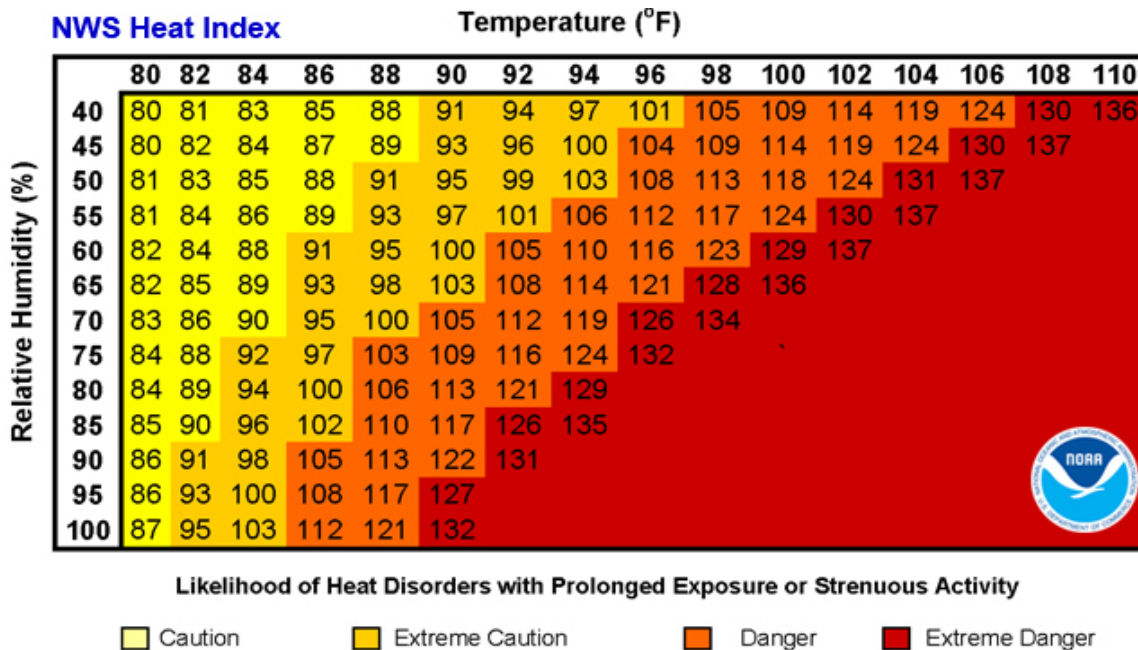 NWS Heat Index
Temperature (°F)
80 82 84 86 88 90 92 94 96 98 100 102 104 106 108 110
Relative Humidity (%)
40 80 81 83 85 88 91 94 97 101 105 109 114 119 124 130 136
45 80 82 84 87 89 93 96 100 104 109 114 119 124 130 137
50 81 83 85 88 91 95 99 103 108 113 118 124 131 137
55 81 84 86 89 93 97 101 106 112 117 124 130 137
60 82 84 88 91 95 100 105 110 116 123 129 137
65 82 85 89 93 98 103 108 114 121 128 136
70 83 86 90 95 100 105 112 119 126 134
75 84 88 92 97 103 109 116 124 132
80 84 89 94 100 106 113 121 129
85 85 90 96 102 110 117 126 135
90 86 91 98 105 113 122 131
95 86 93 100 108 117 127
100 87 95 103 112 121 132
NOAA
Likelihood of Heat Disorders with Prolonged Exposure or Strenuous Activity
Caution Extreme Caution Danger Extreme Danger